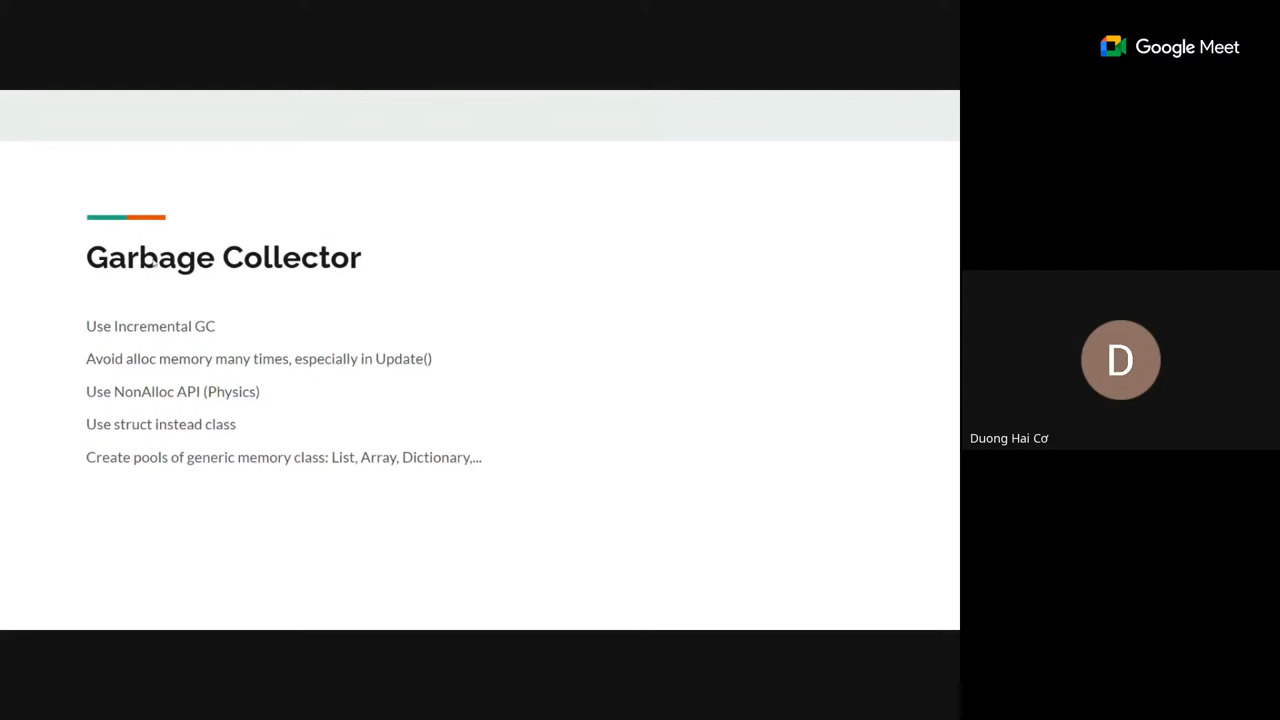 Google Meet
Garbage Collector
Use Incremental GC
Avoid alloc memory many times, especially in Update()
Use NonAlloc API (Physics)
Use struct instead class
Create pools of generic memory class: List, Array, Dictionary,...
D
Duong Hai Cơ